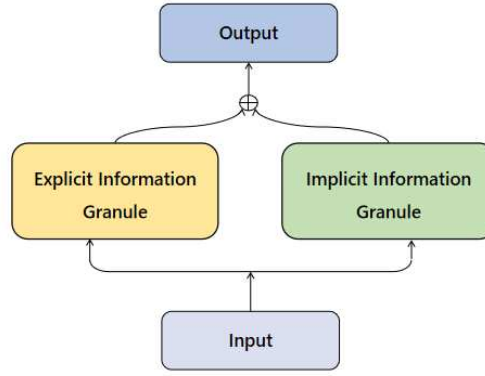 Output
Explicit Information
Granule
Implicit Information
Granule
Input